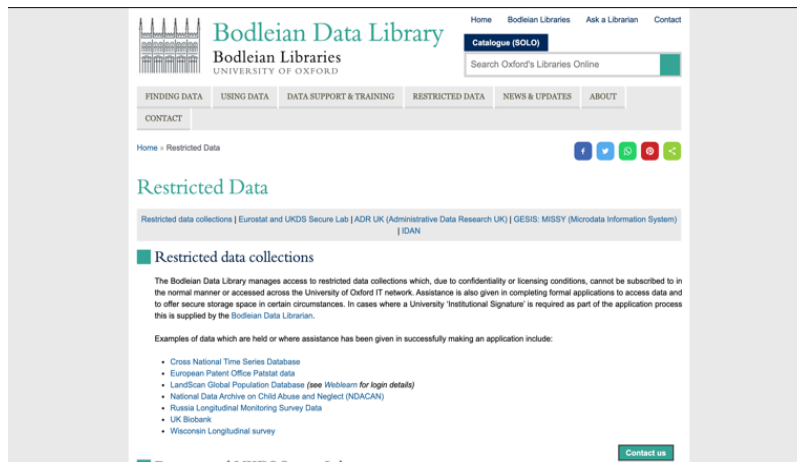 Home Bodleian Libraries Ask a Librarian Contact
Bodleian Data Library
Bodleian Libraries
UNIVERSITY OF OXFORD
Catalogue (SOLO)
Search Oxford's Libraries Online
FINDING DATA USING DATA DATA SUPPORT & TRAINING RESTRICTED DATA NEWS & UPDATES ABOUT
CONTACT
Home » Restricted Data
Restricted Data
Restricted data collections | Eurostat and UKDS Secure Lab | ADR UK (Administrative Data Research UK) | GESIS: MISSY (Microdata Information System)
| IDAN
Restricted data collections
The Bodleian Data Library manages access to restricted data collections which, due to confidentiality or licensing conditions, cannot be subscribed to in
the normal manner or accessed across the University of Oxford IT network. Assistance is also given in completing formal applications to access data and
to offer secure storage space in certain circumstances. In cases where a University 'Institutional Signature' is required as part of the application process
this is supplied by the Bodleian Data Librarian.
Examples of data which are held or where assistance has been given in successfully making an application include:
• Cross National Time Series Database
• European Patent Office Patstat data
• LandScan Global Population Database (see Weblearn for login details)
• National Data Archive on Child Abuse and Neglect (NDACAN)
• Russia Longitudinal Monitoring Survey Data
• UK Biobank
• Wisconsin Longitudinal survey
Contact us